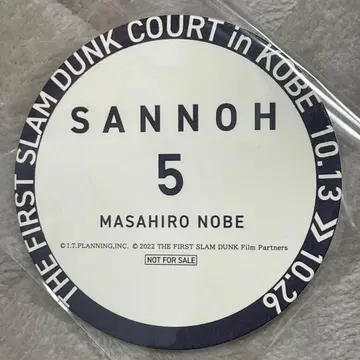 THE FIRST SLAM DUNK COURT in KOBE 10.13 》 10.26
SANNOH
5
MASAHIRO NOBE
© I.T.PLANNING,INC. © 2022 THE FIRST SLAM DUNK Film Partners
NOT FOR SALE